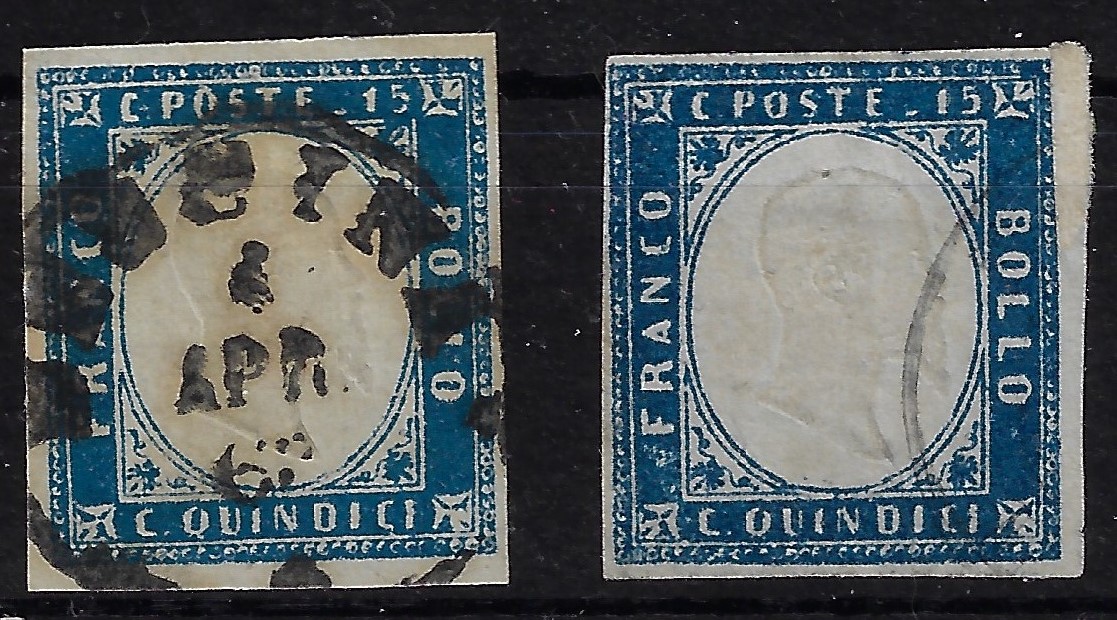 C. POSTE 15
FRANCO
BOLLO
C. QUINDICI
APR.
C POSTE 15
FRANCO
BOLLO
C. QUINDICI